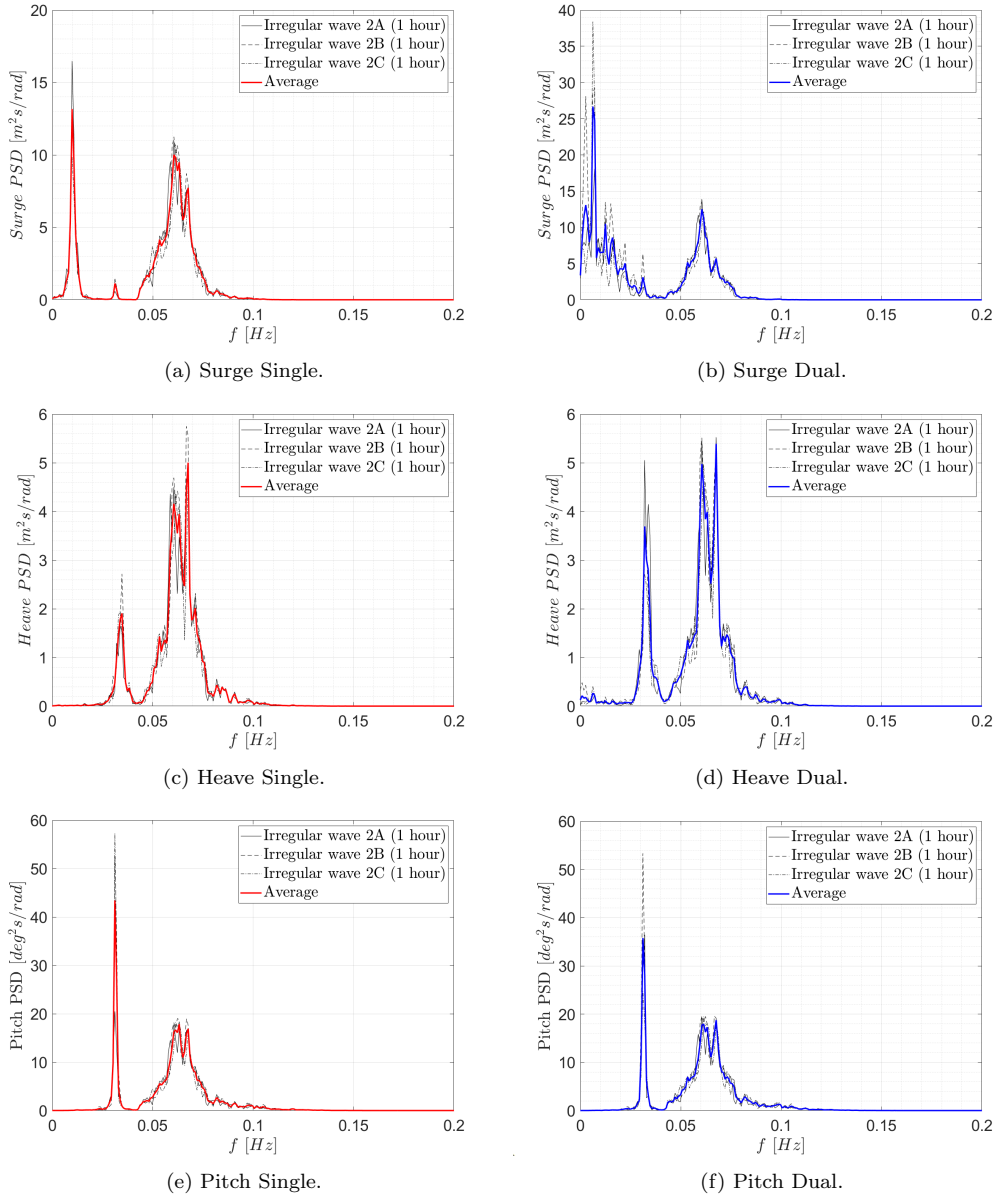 20
15
10
5
0
0
0.05
0.1
0.15
0.2
Surge PSD [m²s/rad]
f [Hz]
Irregular wave 2A (1 hour)
Irregular wave 2B (1 hour)
Irregular wave 2C (1 hour)
Average
(a) Surge Single.
40
35
30
25
20
15
10
5
0
0
0.05
0.1
0.15
0.2
Surge PSD [m²s/rad]
f [Hz]
Irregular wave 2A (1 hour)
Irregular wave 2B (1 hour)
Irregular wave 2C (1 hour)
Average
(b) Surge Dual.
6
5
4
3
2
1
0
0
0.05
0.1
0.15
0.2
Heave PSD [m²s/rad]
f [Hz]
Irregular wave 2A (1 hour)
Irregular wave 2B (1 hour)
Irregular wave 2C (1 hour)
Average
(c) Heave Single.
6
5
4
3
2
1
0
0
0.05
0.1
0.15
0.2
Heave PSD [m²s/rad]
f [Hz]
Irregular wave 2A (1 hour)
Irregular wave 2B (1 hour)
Irregular wave 2C (1 hour)
Average
(d) Heave Dual.
60
50
40
30
20
10
0
0
0.05
0.1
0.15
0.2
Pitch PSD [deg²s/rad]
f [Hz]
Irregular wave 2A (1 hour)
Irregular wave 2B (1 hour)
Irregular wave 2C (1 hour)
Average
(e) Pitch Single.
60
50
40
30
20
10
0
0
0.05
0.1
0.15
0.2
Pitch PSD [deg²s/rad]
f [Hz]
Irregular wave 2A (1 hour)
Irregular wave 2B (1 hour)
Irregular wave 2C (1 hour)
Average
(f) Pitch Dual.